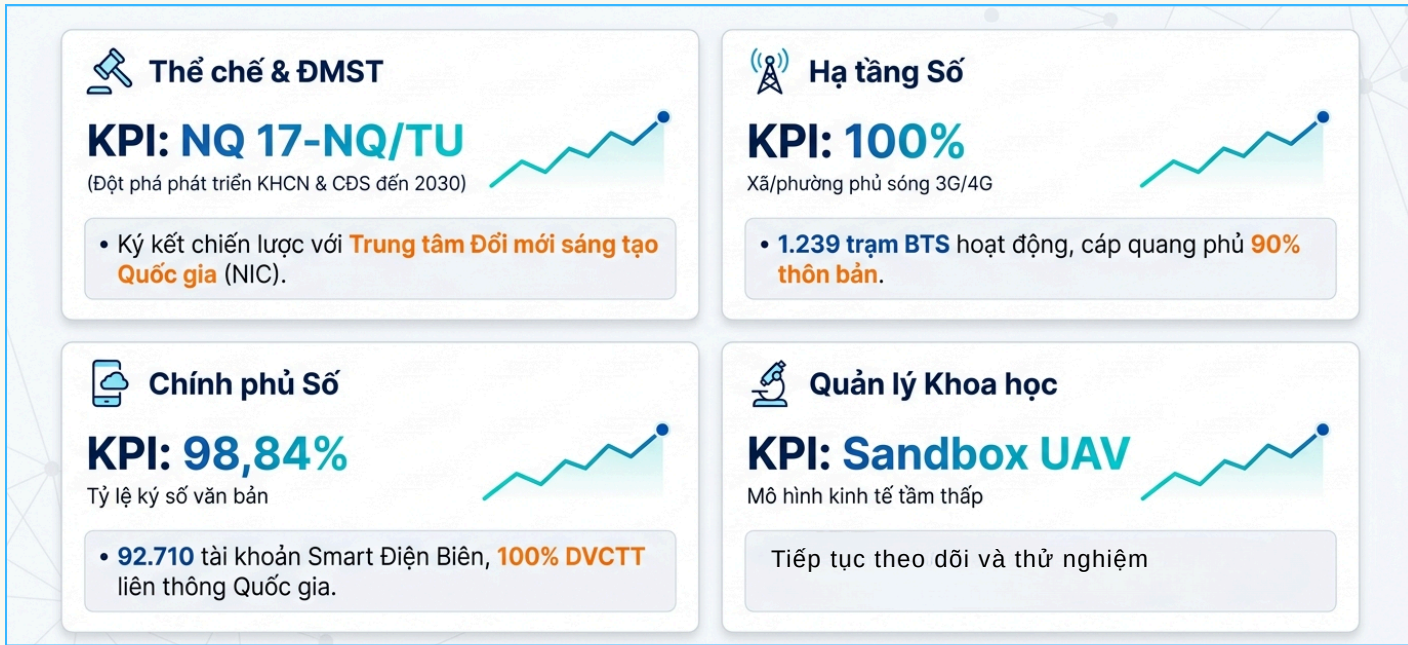 Thể chế & ĐMST
KPI: NQ 17-NQ/TU
(Đột phá phát triển KHCN & CĐS đến 2030)
• Ký kết chiến lược với Trung tâm Đổi mới sáng tạo
Quốc gia (NIC).
Hạ tầng Số
KPI: 100%
Xã/phường phủ sóng 3G/4G
• 1.239 trạm BTS hoạt động, cáp quang phủ 90%
thôn bản.
Chính phủ Số
KPI: 98,84%
Tỷ lệ ký số văn bản
• 92.710 tài khoản Smart Điện Biên, 100% DVCTT
liên thông Quốc gia.
Quản lý Khoa học
KPI: Sandbox UAV
Mô hình kinh tế tầm thấp
Tiếp tục theo dõi và thử nghiệm